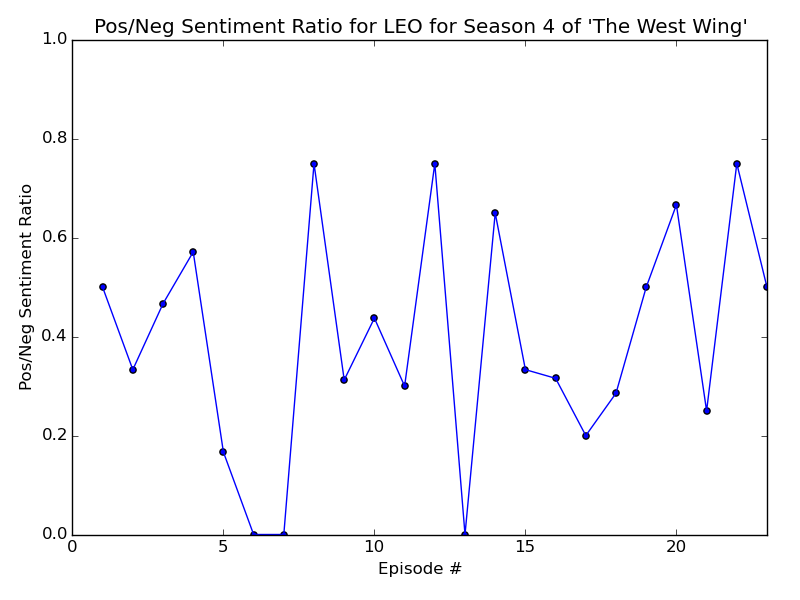 Pos/Neg Sentiment Ratio for LEO for Season 4 of 'The West Wing'
1.0
0.8
0.6
0.4
0.2
0.0
Pos/Neg Sentiment Ratio
0 5 10 15 20
Episode #